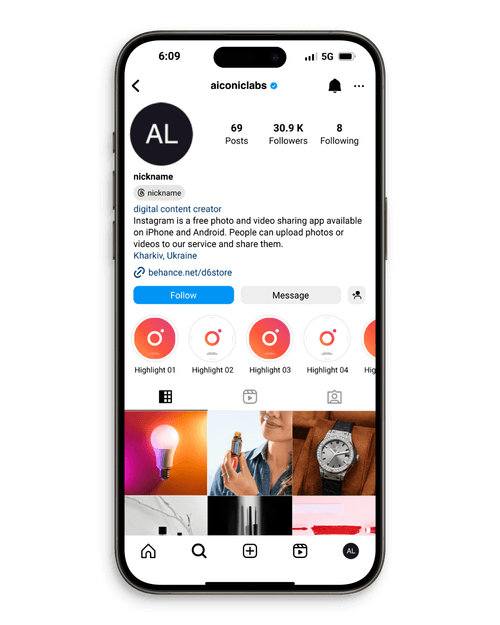 6:09
5G
aiconiclabs
AL
69
Posts
30.9 K
Followers
8
Following
nickname
nickname
digital content creator
Instagram is a free photo and video sharing app available
on iPhone and Android. People can upload photos or
videos to our service and share them.
Kharkiv, Ukraine
behance.net/d6store
Follow
Message
Highlight 01
Highlight 02
Highlight 03
Highlight 04
Hig
AL